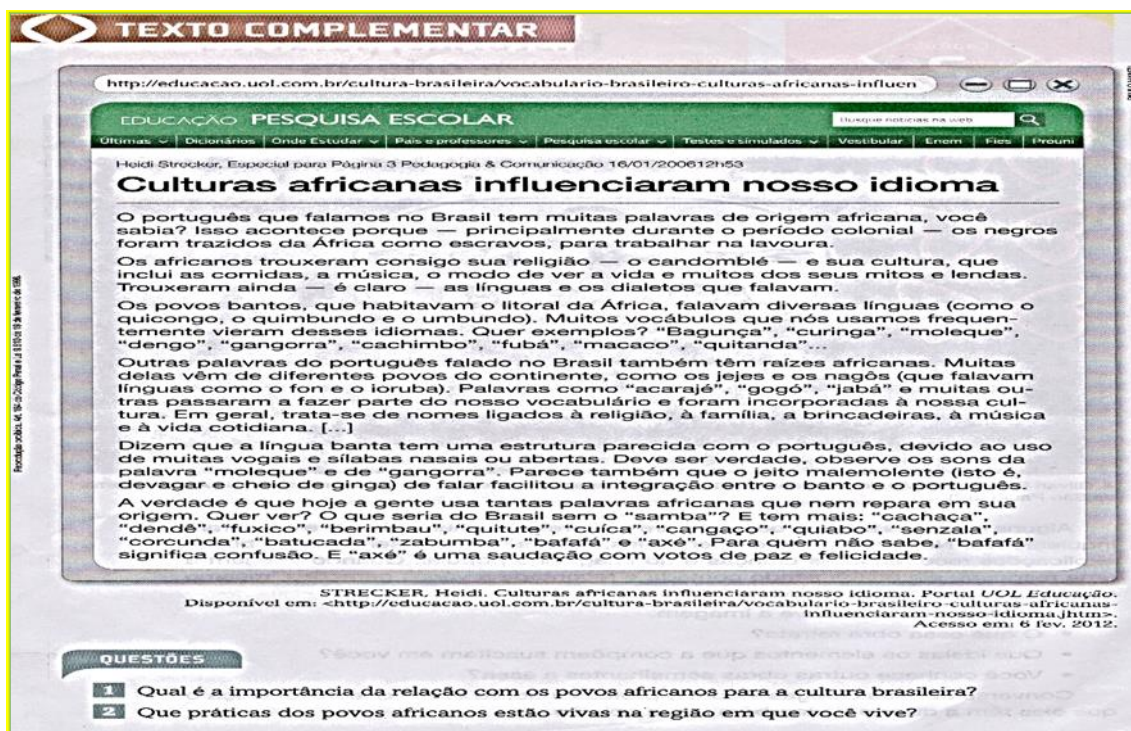 TEXTO COMPLEMENTAR
http://educacao.uol.com.br/cultura-brasileira/vocabulario-brasileiro-culturas-africanas-influen
EDUCAÇÃO PESQUISA ESCOLAR
Busque notícias na web
Últimas Dicionários Onde Estudar Pais e professores Pesquisa escolar Testes e simulados Vestibular Enem Fies Prouni
Heidi Strecker, Especial para Página 3 Pedagogia & Comunicação 16/01/200612h53
Culturas africanas influenciaram nosso idioma
O português que falamos no Brasil tem muitas palavras de origem africana, você
sabia? Isso acontece porque — principalmente durante o período colonial — os negros
foram trazidos da África como escravos, para trabalhar na lavoura.
Os africanos trouxeram consigo sua religião — o candomblé — e sua cultura, que
inclui as comidas, a música, o modo de ver a vida e muitos dos seus mitos e lendas.
Trouxeram ainda — é claro — as línguas e os dialetos que falavam.
Os povos bantos, que habitavam o litoral da África, falavam diversas línguas (como o
quicongo, o quimbundo e o umbundo). Muitos vocábulos que nós usamos frequen-
temente vieram desses idiomas. Quer exemplos? “Bagunça”, “curinga”, “moleque”,
“dengo”, “gangorra”, “cachimbo”, “fubá”, “macaco”, “quitanda”...
Outras palavras do português falado no Brasil também têm raízes africanas. Muitas
delas vêm de diferentes povos do continente, como os jejes e os nagôs (que falavam
línguas como o fon e o ioruba). Palavras como “acarajé”, “gogó”, “jabá” e muitas ou-
tras passaram a fazer parte do nosso vocabulário e foram incorporadas à nossa cul-
tura. Em geral, trata-se de nomes ligados à religião, à família, a brincadeiras, à música
e à vida cotidiana. [...]
Dizem que a língua banta tem uma estrutura parecida com o português, devido ao uso
de muitas vogais e sílabas nasais ou abertas. Deve ser verdade, observe os sons da
palavra “moleque” e de “gangorra”. Parece também que o jeito malemolente (isto é,
devagar e cheio de ginga) de falar facilitou a integração entre o banto e o português.
A verdade é que hoje a gente usa tantas palavras africanas que nem repara em sua
origem. Quer ver? O que seria do Brasil sem o “samba”? E tem mais: “cachaça”,
“dendê”, “fuxico”, “berimbau”, “quitute”, “cuíca”, “cangaço”, “quiabo”, “senzala”,
“corcunda”, “batucada”, “zabumba”, “bafafá” e “axé”. Para quem não sabe, “bafafá”
significa confusão. E “axé” é uma saudação com votos de paz e felicidade.
STRECKER, Heidi. Culturas africanas influenciaram nosso idioma. Portal UOL Educação.
Disponível em: <http://educacao.uol.com.br/cultura-brasileira/vocabulario-brasileiro-culturas-africanas-
influenciaram-nosso-idioma.jhtm>.
Acesso em: 6 fev. 2012.
QUESTÕES
1 Qual é a importância da relação com os povos africanos para a cultura brasileira?
2 Que práticas dos povos africanos estão vivas na região em que você vive?